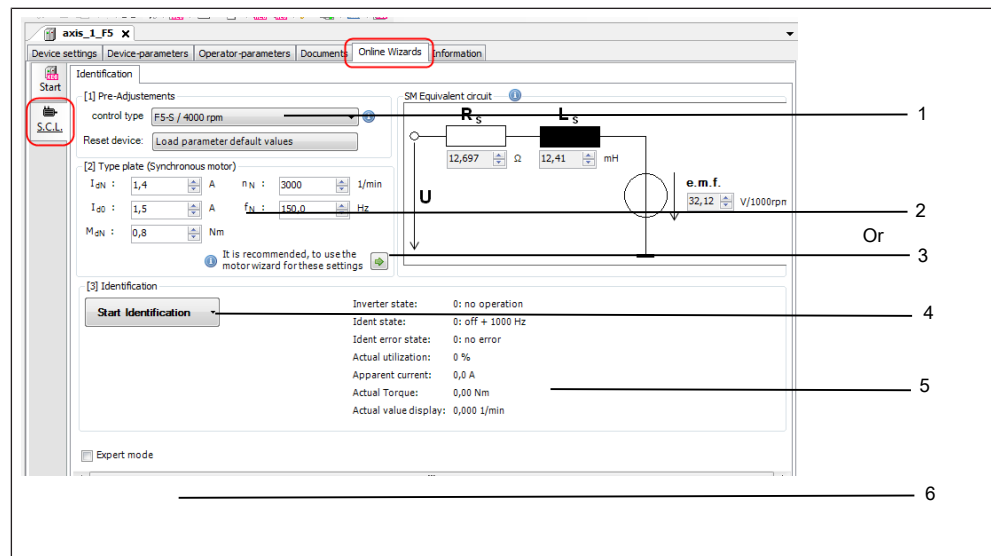 axis_1_F5 x
Device settings Device-parameters Operator-parameters Documents Online Wizards Information
Start
S.C.L.
Identification
[1] Pre-Adjustements
control type F5-S / 4000 rpm
Reset device: Load parameter default values
[2] Type plate (Synchronous motor)
IdN : 1,4 A nN : 3000 1/min
Id0 : 1,5 A fN : 150,0 Hz
MdN : 0,8 Nm
It is recommended, to use the
motor wizard for these settings
SM Equivalent circuit
Rs Ls
12,697 Ω 12,41 mH
U
e.m.f.
32,12 V/1000rpm
[3] Identification
Start Identification
Inverter state: 0: no operation
Ident state: 0: off + 1000 Hz
Ident error state: 0: no error
Actual utilization: 0 %
Apparent current: 0,0 A
Actual Torque: 0,00 Nm
Actual value display: 0,000 1/min
Expert mode
1
2
Or
3
4
5
6